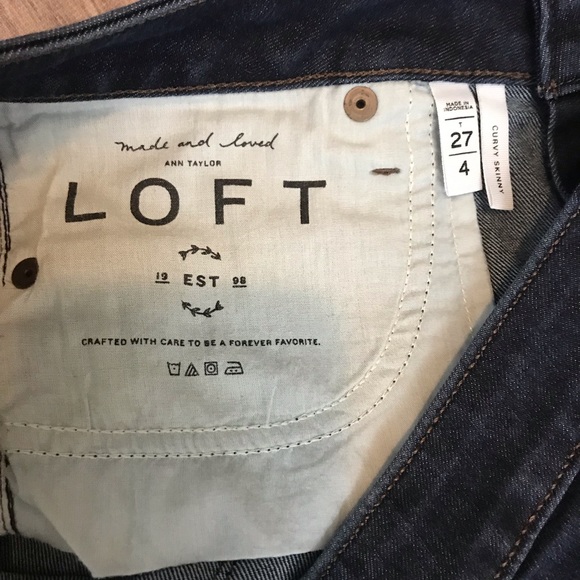 made and loved
ANN TAYLOR
LOFT
19 EST 98
CRAFTED WITH CARE TO BE A FOREVER FAVORITE.
MADE IN
INDONESIA
T
27
4
CURVY SKINNY